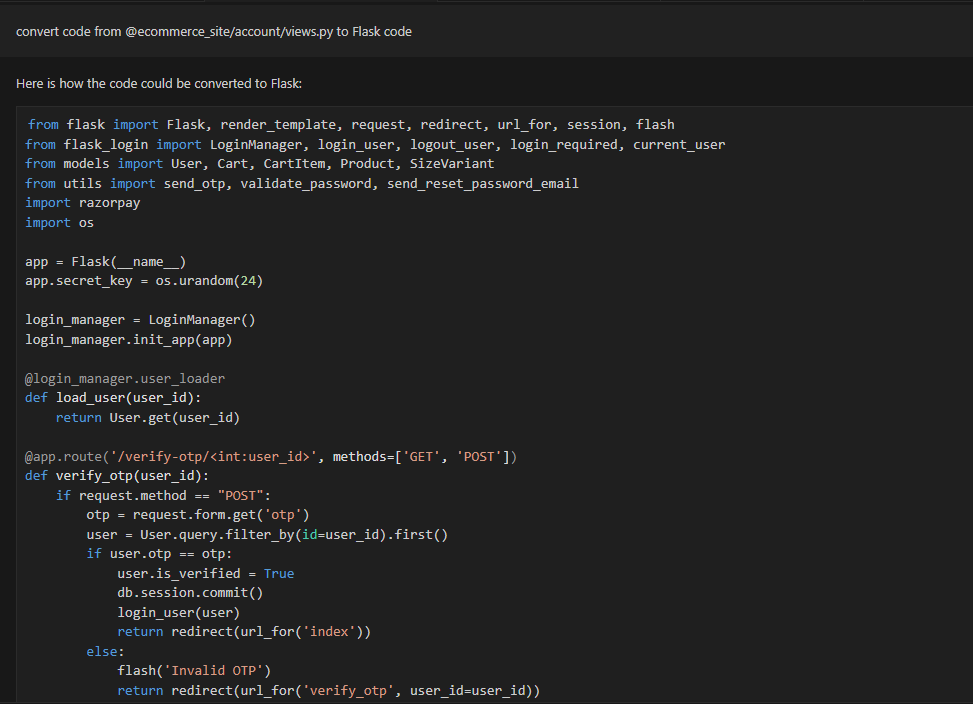 convert code from @ecommerce_site/account/views.py to Flask code
Here is how the code could be converted to Flask:
from flask import Flask, render_template, request, redirect, url_for, session, flash
from flask_login import LoginManager, login_user, logout_user, login_required, current_user
from models import User, Cart, CartItem, Product, SizeVariant
from utils import send_otp, validate_password, send_reset_password_email
import razorpay
import os
app = Flask(__name__)
app.secret_key = os.urandom(24)
login_manager = LoginManager()
login_manager.init_app(app)
@login_manager.user_loader
def load_user(user_id):
    return User.get(user_id)
@app.route('/verify-otp/<int:user_id>', methods=['GET', 'POST'])
def verify_otp(user_id):
    if request.method == "POST":
        otp = request.form.get('otp')
        user = User.query.filter_by(id=user_id).first()
        if user.otp == otp:
            user.is_verified = True
            db.session.commit()
            login_user(user)
            return redirect(url_for('index'))
        else:
            flash('Invalid OTP')
            return redirect(url_for('verify_otp', user_id=user_id))